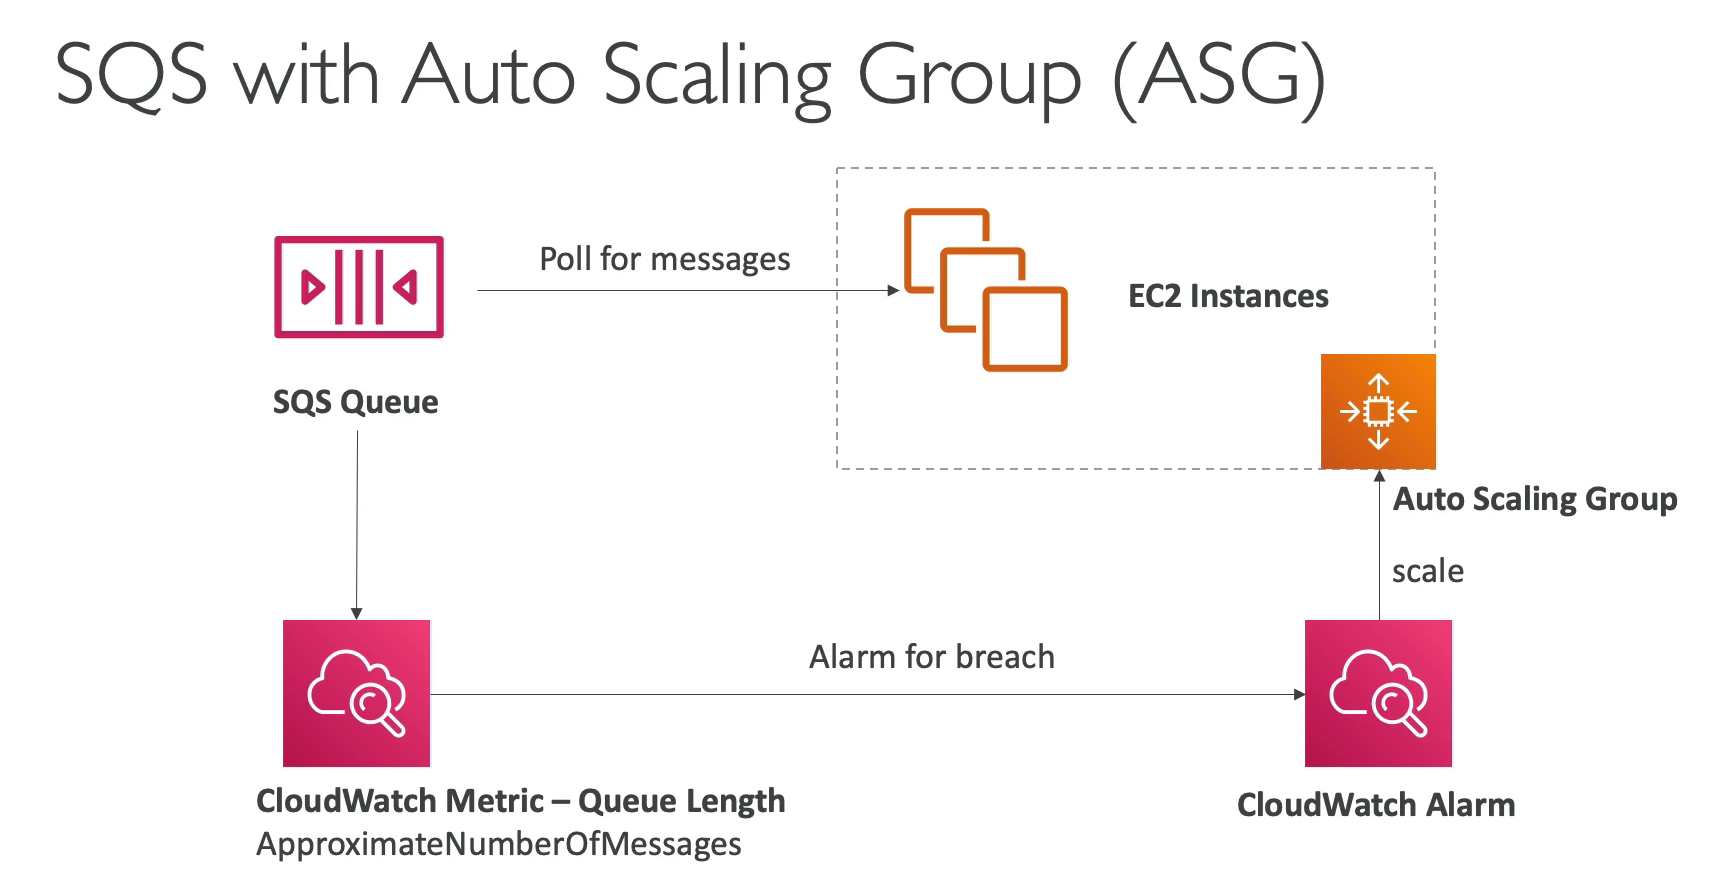 SQS with Auto Scaling Group (ASG)
Poll for messages
EC2 Instances
SQS Queue
Auto Scaling Group
scale
Alarm for breach
CloudWatch Metric – Queue Length
ApproximateNumberOfMessages
CloudWatch Alarm